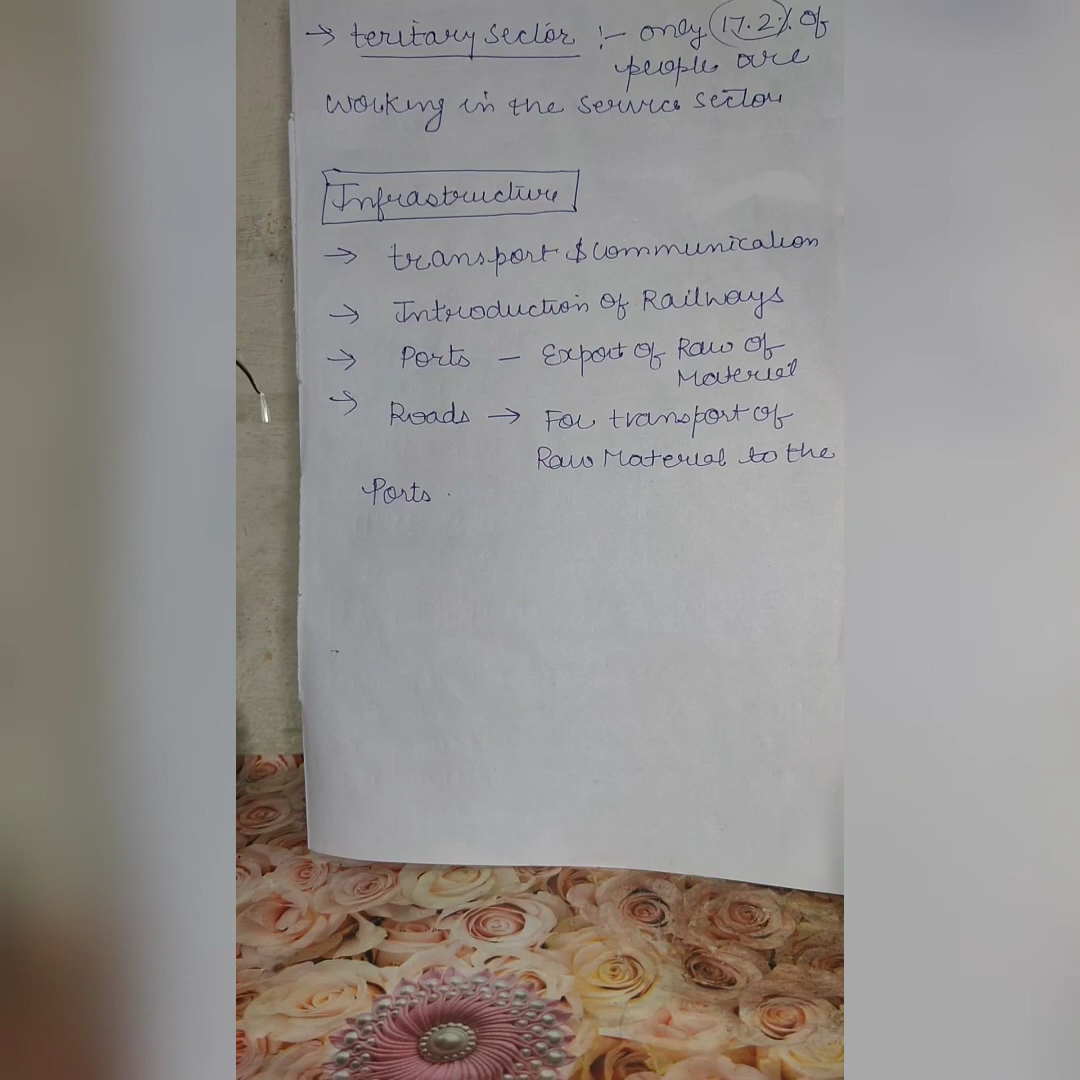 → teritary sector :- only 17.2% of
people are
working in the service sector
Infrastructure
→ transport & communication
→ Introduction of Railways
→ Ports - Export of Raw of
Material
→ Roads → For transport of
Raw Material to the
Ports.